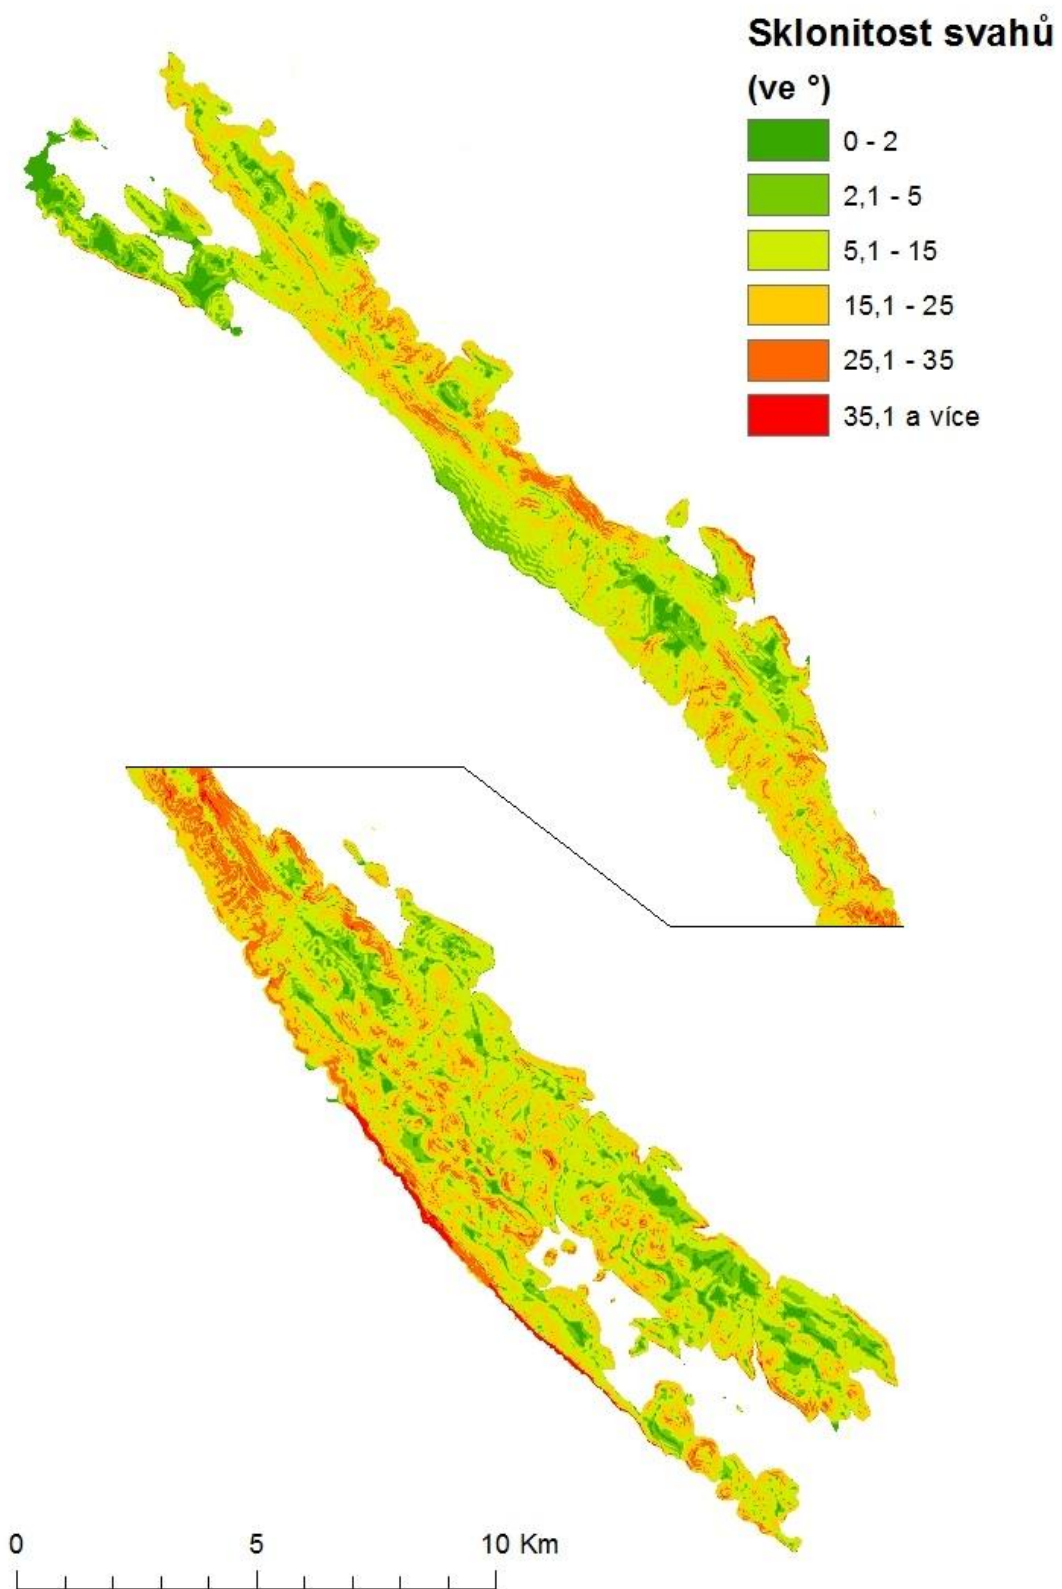 Sklonitost svahů
(ve °)
0 - 2
2,1 - 5
5,1 - 15
15,1 - 25
25,1 - 35
35,1 a více
0 5 10 Km